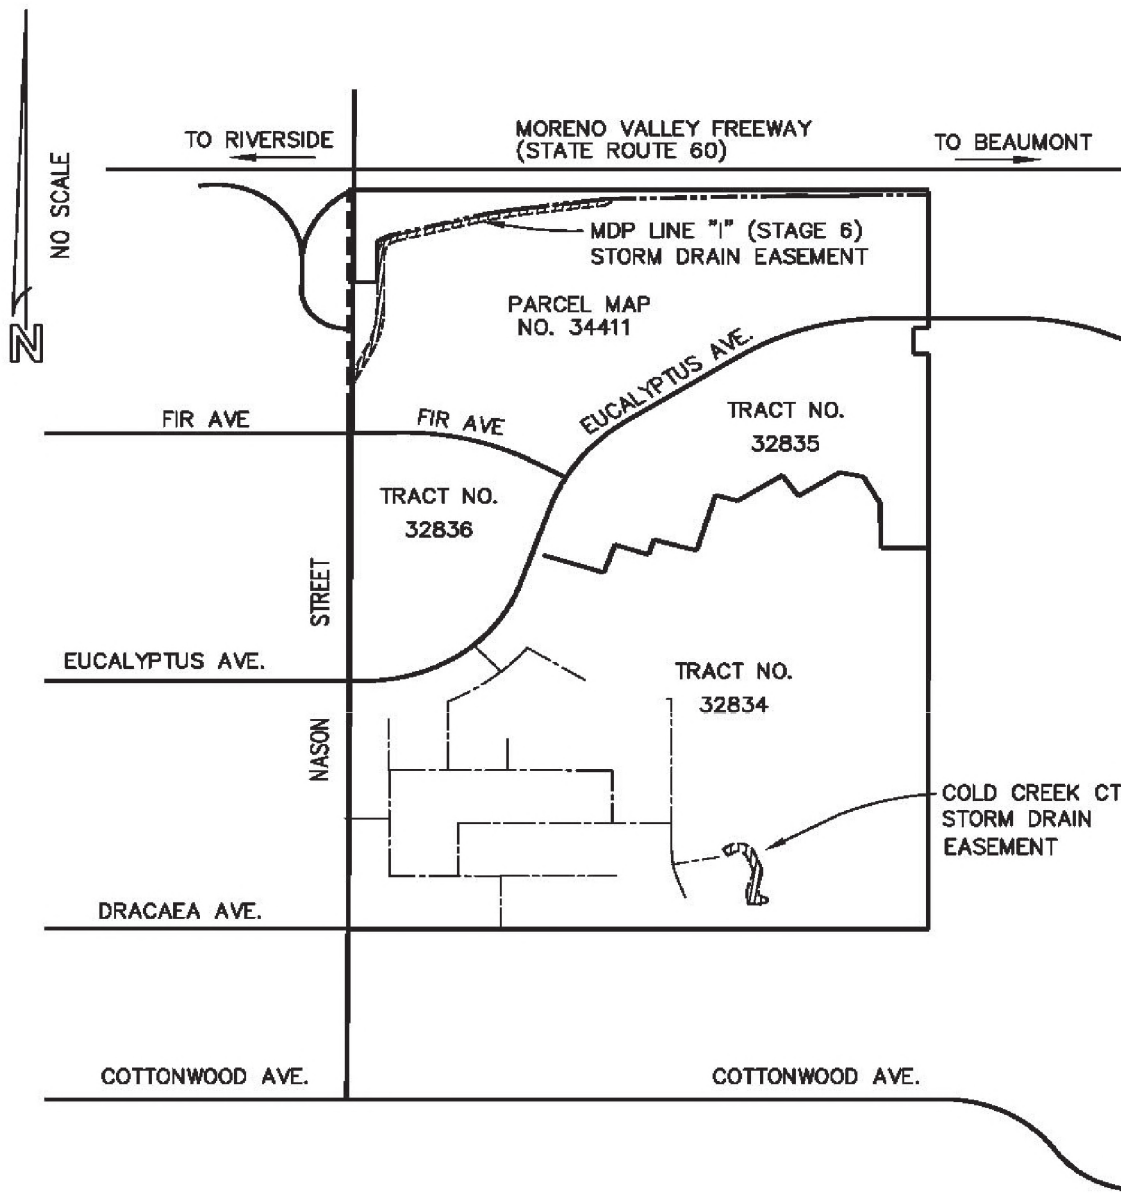 TO RIVERSIDE
MORENO VALLEY FREEWAY
(STATE ROUTE 60)
TO BEAUMONT
NO SCALE
N
MDP LINE "I" (STAGE 6)
STORM DRAIN EASEMENT
PARCEL MAP
NO. 34411
EUCALYPTUS AVE.
FIR AVE
FIR AVE
TRACT NO.
32835
TRACT NO.
32836
STREET
EUCALYPTUS AVE.
TRACT NO.
32834
NASON
COLD CREEK CT
STORM DRAIN
EASEMENT
DRACAEA AVE.
COTTONWOOD AVE.
COTTONWOOD AVE.